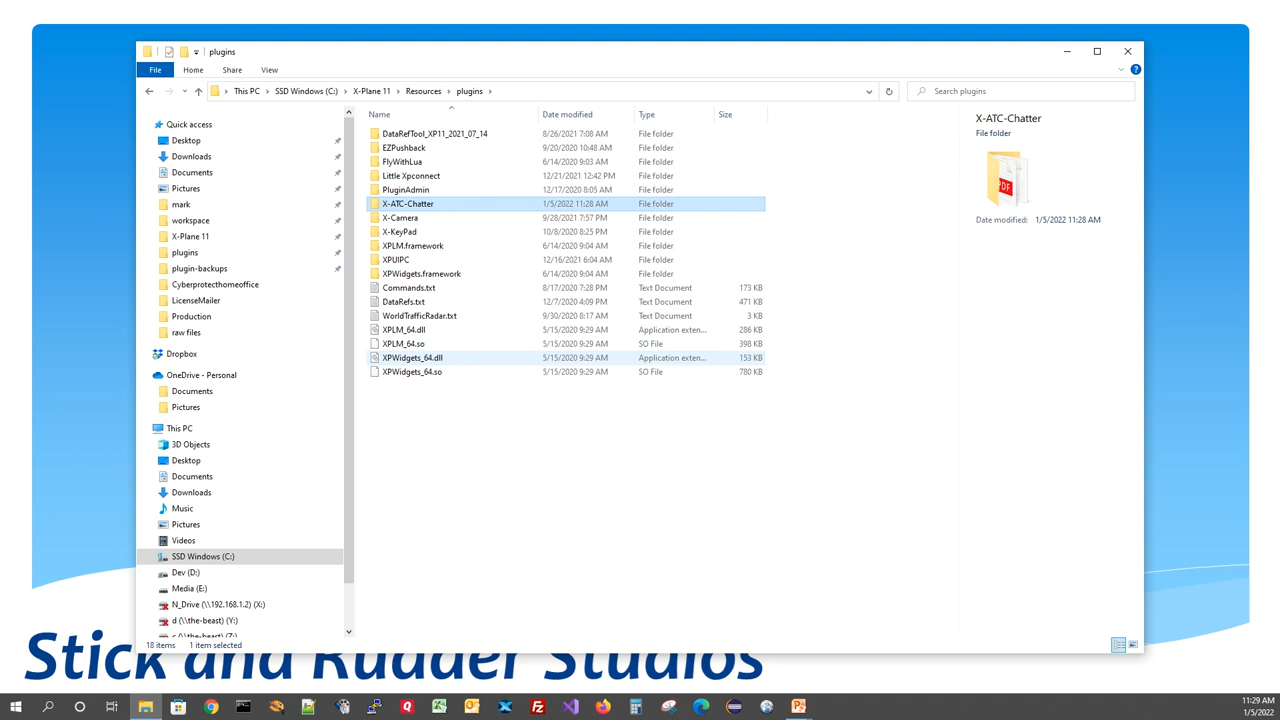 plugins
File
Home
Share
View
This PC > SSD Windows (C:) > X-Plane 11 > Resources > plugins >
Search plugins
Quick access
Desktop
Downloads
Documents
Pictures
mark
workspace
X-Plane 11
plugins
plugin-backups
Cyberprotecthomeoffice
LicenseMailer
Production
raw files
Dropbox
OneDrive - Personal
Documents
Pictures
This PC
3D Objects
Desktop
Documents
Downloads
Music
Pictures
Videos
SSD Windows (C:)
Dev (D:)
Media (E:)
N_Drive (\\192.168.1.2) (X:)
d (\\the-beast) (Y:)
c (\\the-beast) (Z:)
Name Date modified Type Size
DataRefTool_XP11_2021_07_14 8/26/2021 7:08 AM File folder
EZPushback 9/20/2020 10:48 AM File folder
FlyWithLua 6/14/2020 9:03 AM File folder
Little Xpconnect 12/21/2021 12:42 PM File folder
PluginAdmin 12/17/2020 8:05 AM File folder
X-ATC-Chatter 1/5/2022 11:28 AM File folder
X-Camera 9/28/2021 7:57 PM File folder
X-KeyPad 10/8/2020 8:25 PM File folder
XPLM.framework 6/14/2020 9:04 AM File folder
XPUIPC 12/16/2021 6:04 AM File folder
XPWidgets.framework 6/14/2020 9:04 AM File folder
Commands.txt 8/17/2020 7:28 PM Text Document 173 KB
DataRefs.txt 12/7/2020 4:09 PM Text Document 471 KB
WorldTrafficRadar.txt 9/30/2020 8:17 AM Text Document 3 KB
XPLM_64.dll 5/15/2020 9:29 AM Application exten... 286 KB
XPLM_64.so 5/15/2020 9:29 AM SO File 398 KB
XPWidgets_64.dll 5/15/2020 9:29 AM Application exten... 153 KB
XPWidgets_64.so 5/15/2020 9:29 AM SO File 780 KB
X-ATC-Chatter
File folder
PDF
Date modified: 1/5/2022 11:28 AM
18 items 1 item selected
Stick and Rudder Studios
11:29 AM
1/5/2022